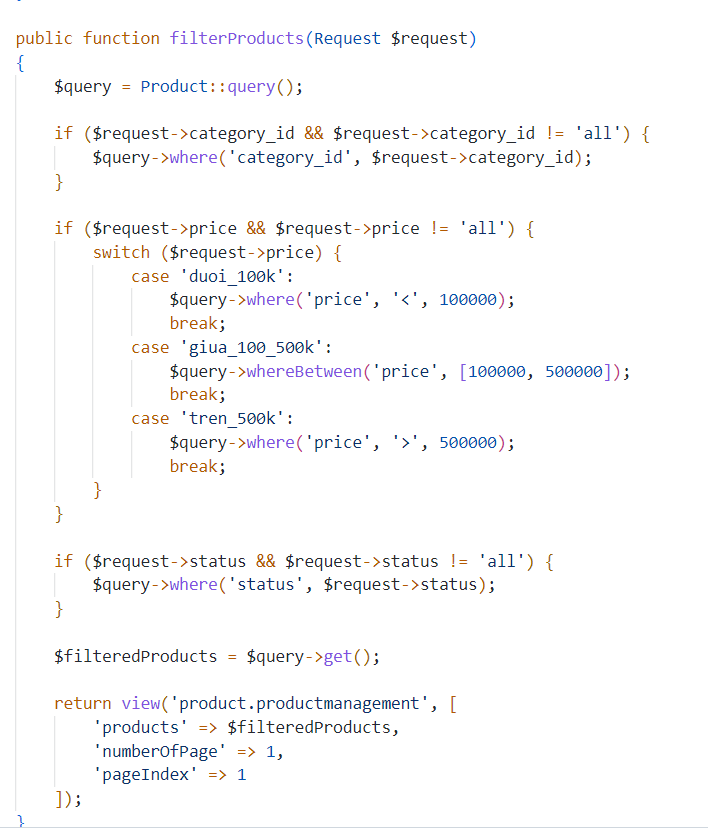 public function filterProducts(Request $request)
{
    $query = Product::query();

    if ($request->category_id && $request->category_id != 'all') {
        $query->where('category_id', $request->category_id);
    }

    if ($request->price && $request->price != 'all') {
        switch ($request->price) {
            case 'duoi_100k':
                $query->where('price', '<', 100000);
                break;
            case 'giua_100_500k':
                $query->whereBetween('price', [100000, 500000]);
                break;
            case 'tren_500k':
                $query->where('price', '>', 500000);
                break;
        }
    }

    if ($request->status && $request->status != 'all') {
        $query->where('status', $request->status);
    }

    $filteredProducts = $query->get();

    return view('product.productmanagement', [
        'products' => $filteredProducts,
        'numberOfPage' => 1,
        'pageIndex' => 1
    ]);
}